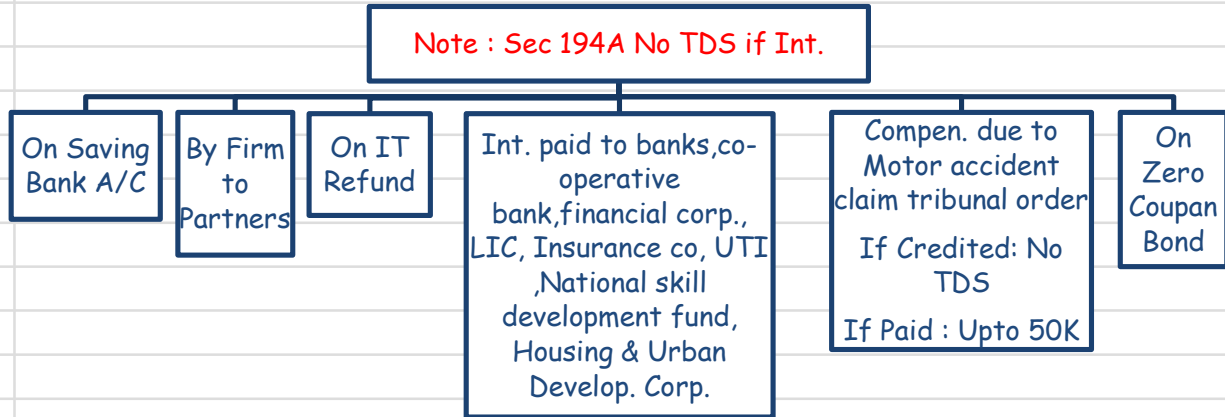 Note : Sec 194A No TDS if Int.
On Saving
Bank A/C
By Firm
to
Partners
On IT
Refund
Int. paid to banks,co-
operative
bank,financial corp.,
LIC, Insurance co, UTI
,National skill
development fund,
Housing & Urban
Develop. Corp.
Compen. due to
Motor accident
claim tribunal order
If Credited: No
TDS
If Paid : Upto 50K
On
Zero
Coupan
Bond